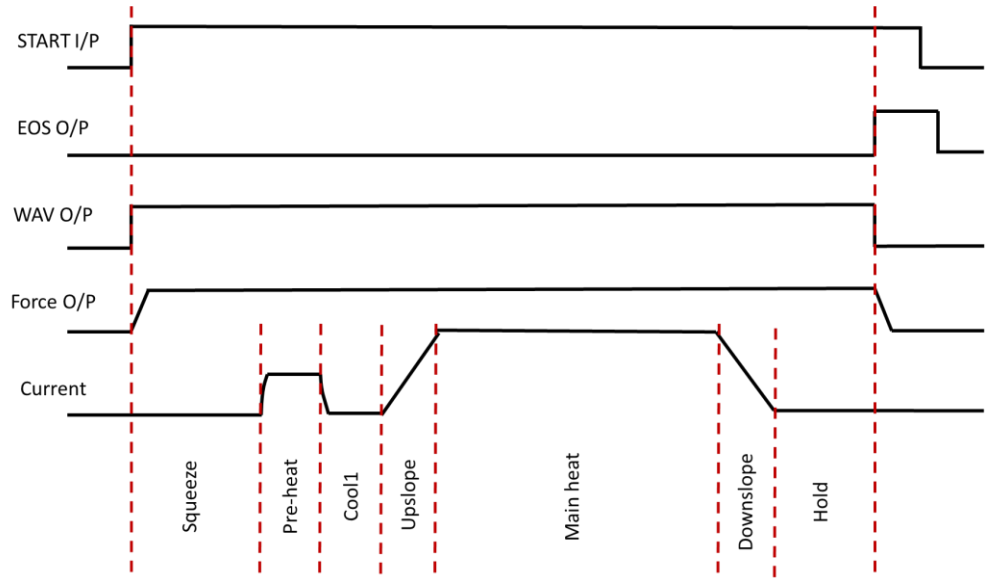 START I/P
EOS O/P
WAV O/P
Force O/P
Current
Squeeze
Pre-heat
Cool1
Upslope
Main heat
Downslope
Hold